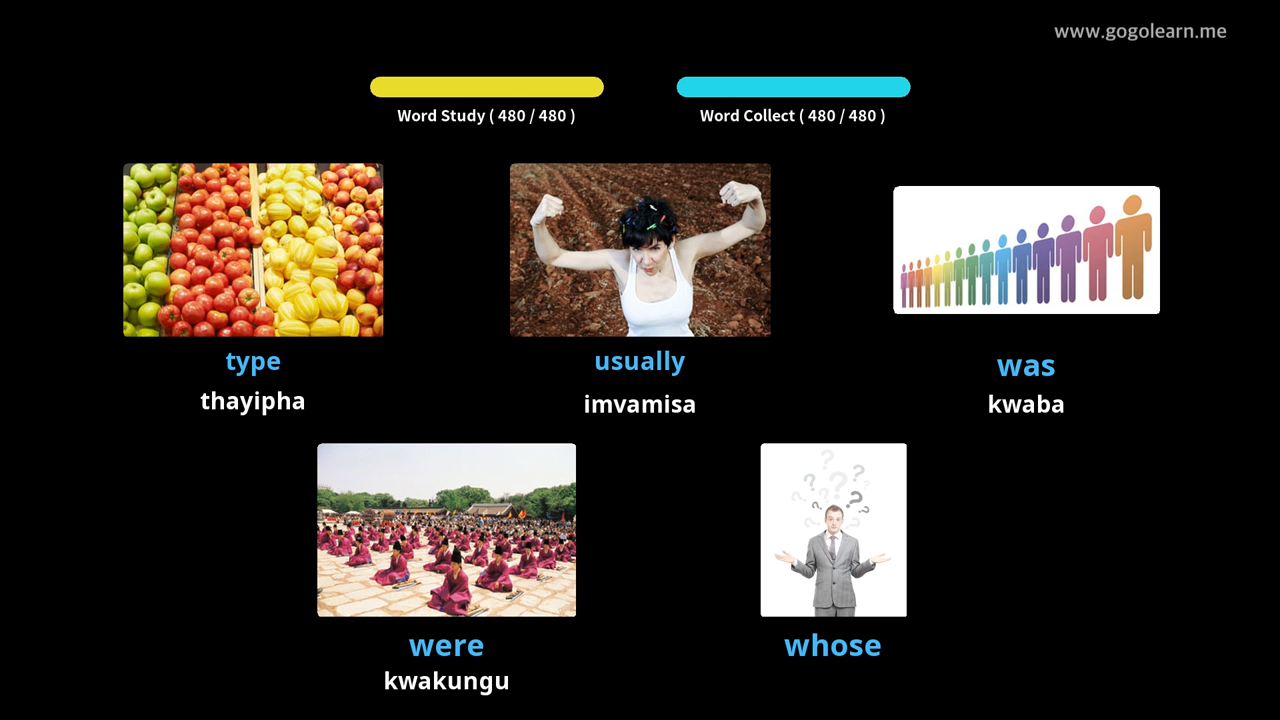 www.gogolearn.me
Word Study ( 480 / 480 )
Word Collect ( 480 / 480 )
type
thayipha
usually
imvamisa
was
kwaba
were
kwakungu
whose